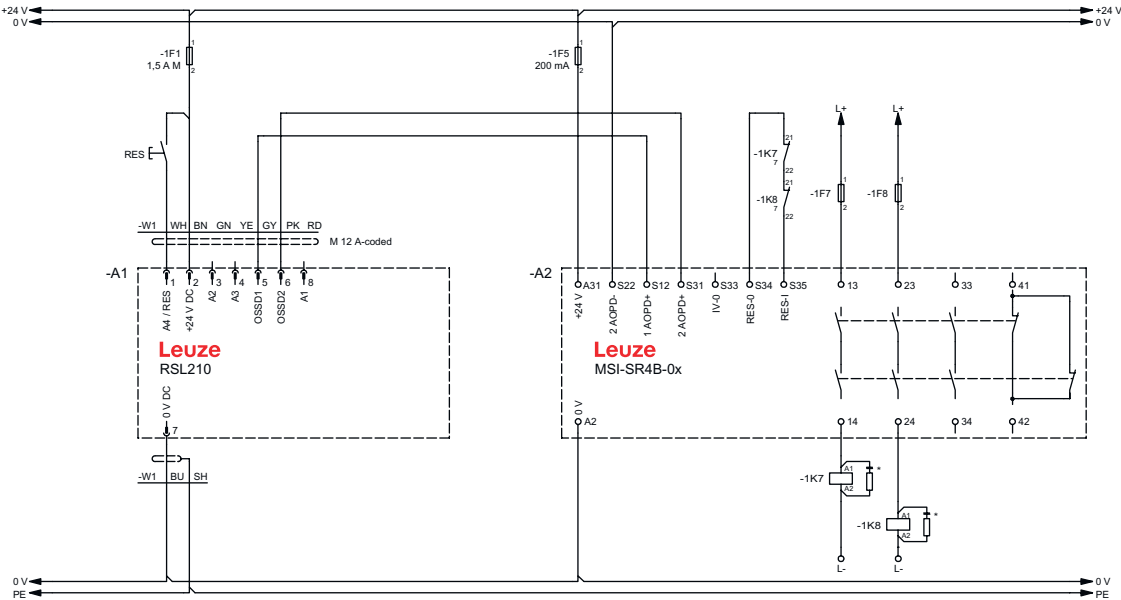 +24 V
+24 V
0 V
0 V
-1F1
1,5 A M
1
2
-1F5
200 mA
1
2
L+
L+
RES
-1K7
21
7
22
-1K8
21
7
22
-1F7
1
2
-1F8
1
2
-W1 WH BN GN YE GY PK RD
M 12 A-coded
-A1
1 2 3 4 5 6 8
A4 / RES
+24 V DC
A2
A3
OSSD1
OSSD2
A1
Leuze
RSL210
0 V DC
7
-W1 BU SH
-A2
A31 S22 S12 S31 S33 S34 S35 13 23 33 41
+24 V
2 AOPD-
1 AOPD+
2 AOPD+
IV-0
RES-0
RES-I
Leuze
MSI-SR4B-0x
0 V
A2 14 24 34 42
-1K7
A1
A2
*
-1K8
A1
A2
*
L-
L-
0 V
0 V
PE
PE